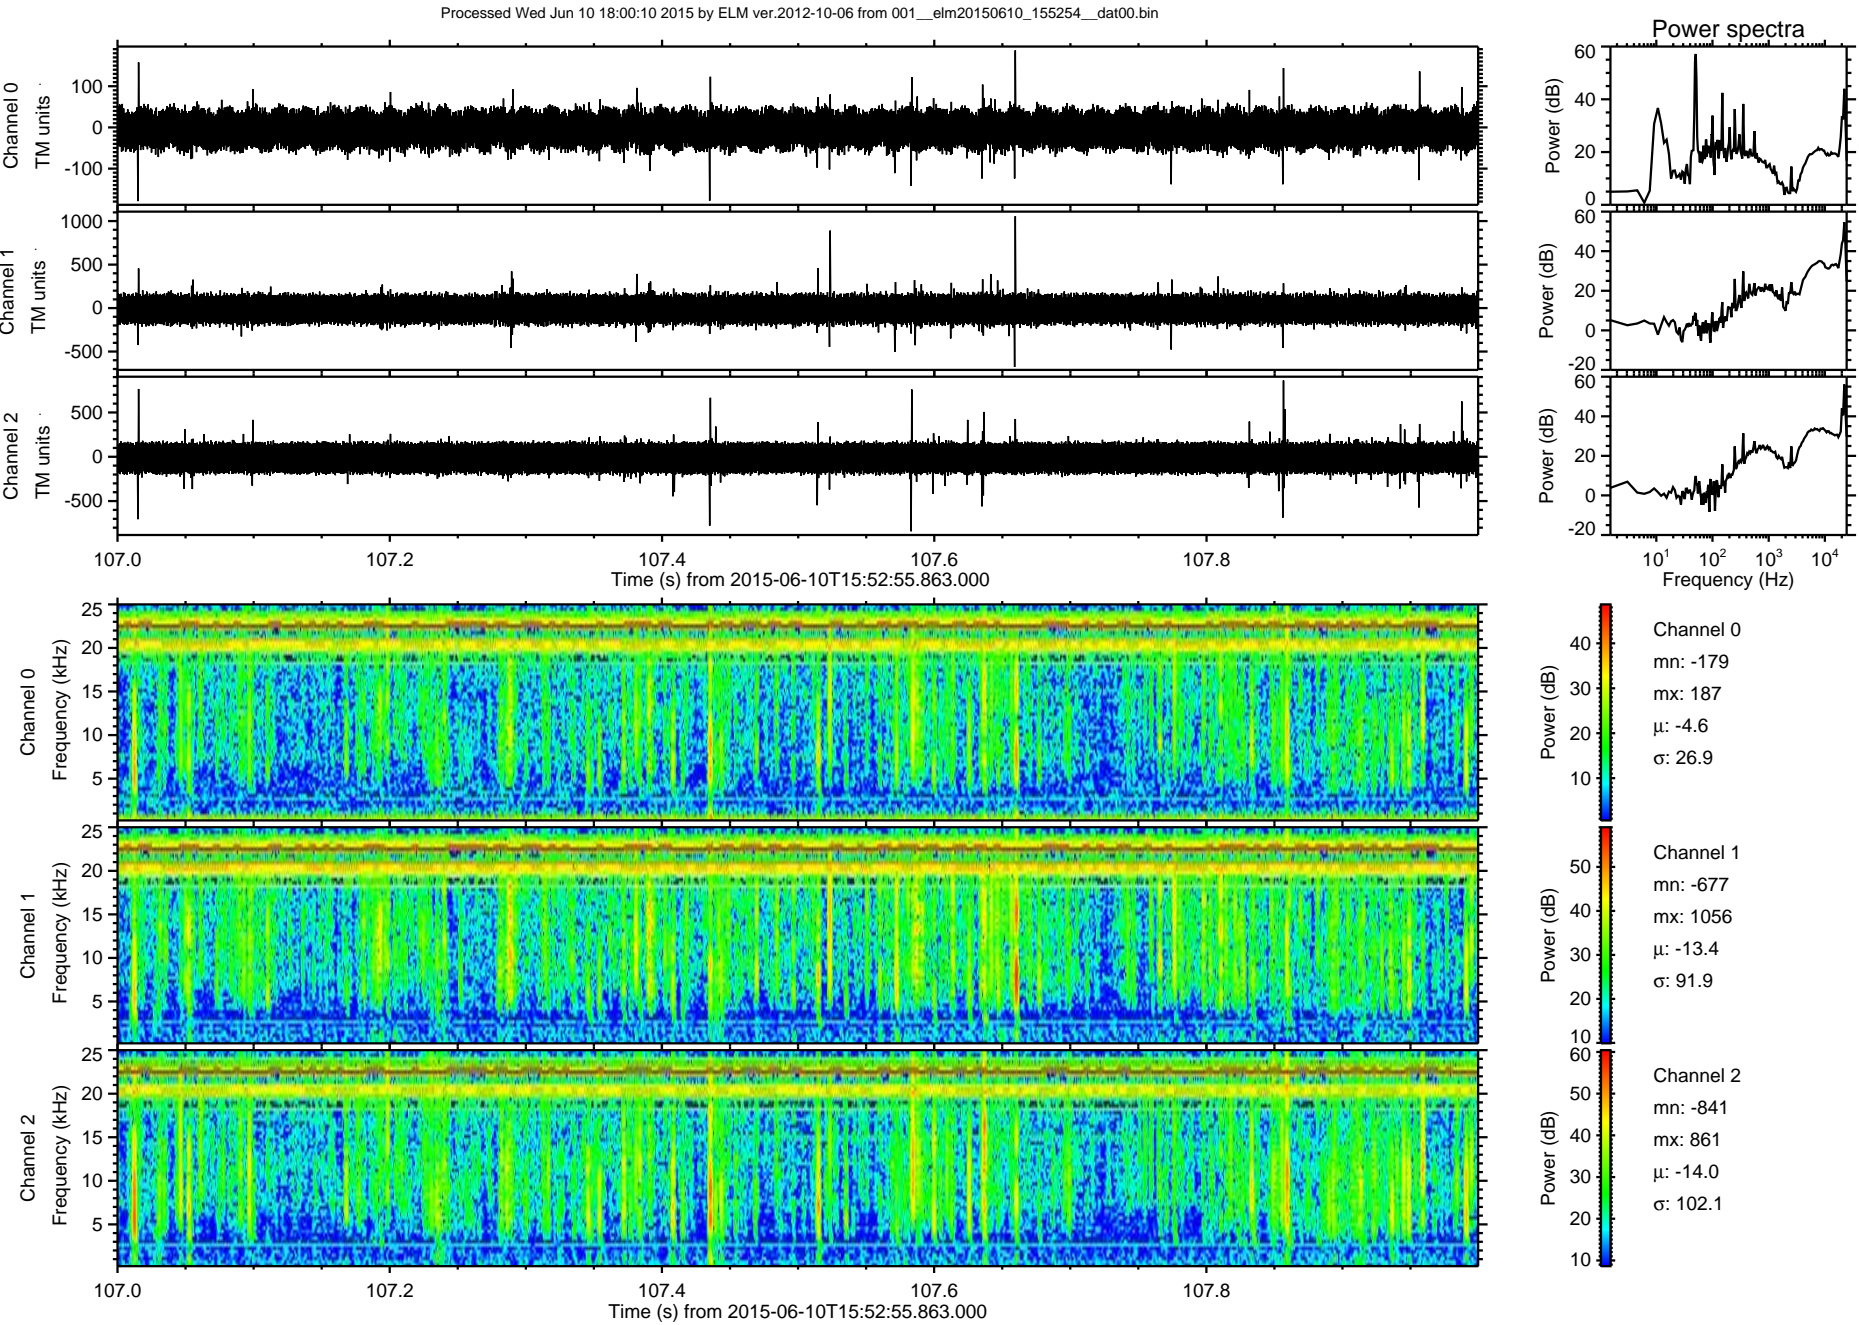 Processed Wed Jun 10 18:00:10 2015 by ELM ver.2012-10-06 from 001__elm20150610_155254__dat00.bin
Power spectra
Channel 0
TM units
100
0
-100
Power (dB)
60
40
20
0
Channel 1
TM units
1000
500
0
-500
Power (dB)
60
40
20
0
-20
Channel 2
TM units
500
0
-500
Power (dB)
60
40
20
0
-20
107.0 107.2 107.4 107.6 107.8
Time (s) from 2015-06-10T15:52:55.863.000
10^1 10^2 10^3 10^4
Frequency (Hz)
Channel 0
Frequency (kHz)
25
20
15
10
5
Power (dB)
40
30
20
10
Channel 0
mn: -179
mx: 187
μ: -4.6
σ: 26.9
Channel 1
Frequency (kHz)
25
20
15
10
5
Power (dB)
50
40
30
20
10
Channel 1
mn: -677
mx: 1056
μ: -13.4
σ: 91.9
Channel 2
Frequency (kHz)
25
20
15
10
5
Power (dB)
60
50
40
30
20
10
Channel 2
mn: -841
mx: 861
μ: -14.0
σ: 102.1
107.0 107.2 107.4 107.6 107.8
Time (s) from 2015-06-10T15:52:55.863.000